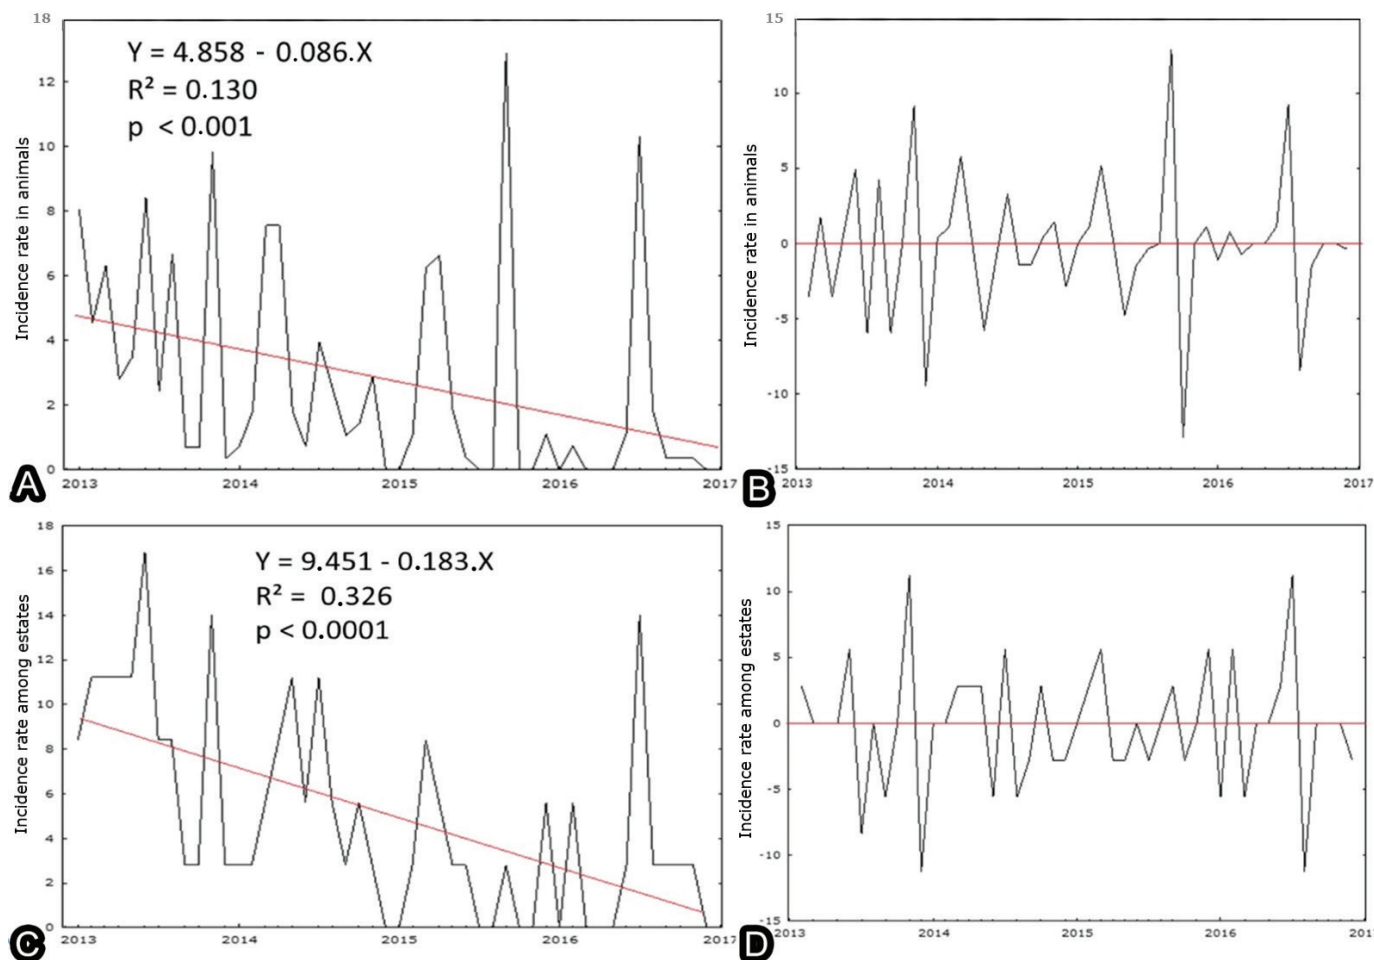 18
12
10
8
6
4
2
0
Incidence rate in animals
Y = 4.858 - 0.086.X
R² = 0.130
p < 0.001
2013 2014 2015 2016 2017
A
15
10
5
0
-5
-10
-15
Incidence rate in animals
2013 2014 2015 2016 2017
B
18
16
14
12
10
8
6
4
2
0
Incidence rate among estates
Y = 9.451 - 0.183.X
R² = 0.326
p < 0.0001
2013 2014 2015 2016 2017
C
15
10
5
0
-5
-10
-15
Incidence rate among estates
2013 2014 2015 2016 201
D